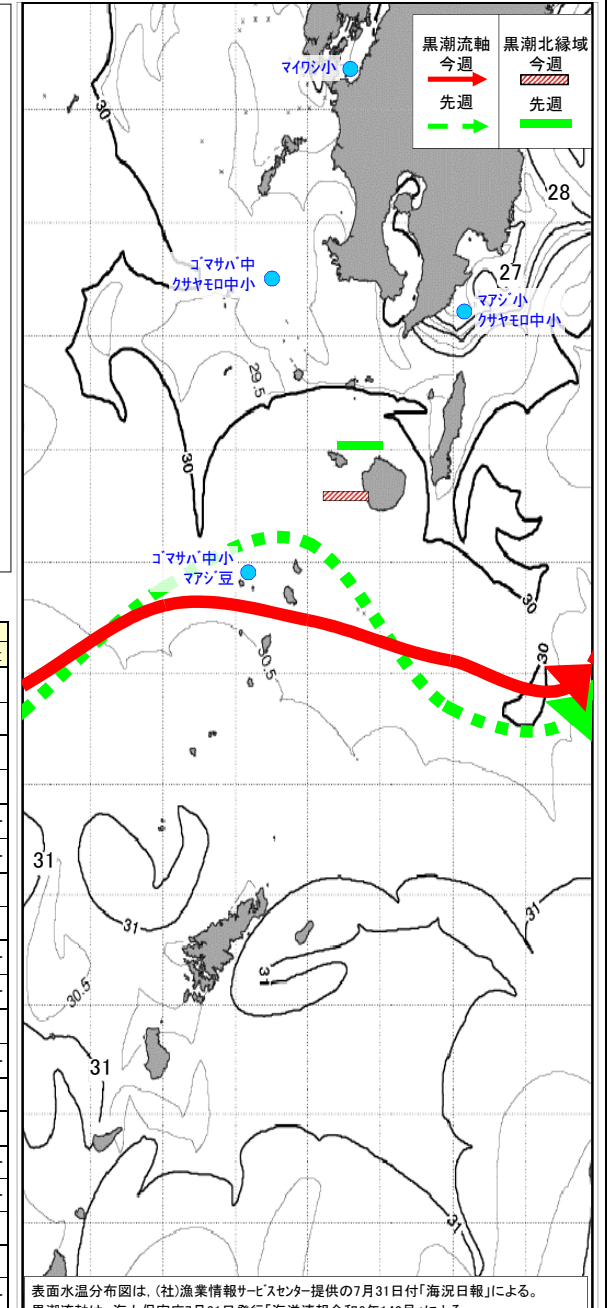 黒潮流軸 黒潮北縁域
今週 今週
先週 先週
マイワシ小
30
28
27
ゴマサバ中
クサヤモロ中小
マアジ小
クサヤモロ中小
29.5
30
ゴマサバ中小
マアジ豆
30
30
30.5
31
31
31
31
30.5
31
31
表面水温分布図は，(社)漁業情報サービスセンター提供の7月31日付「海況日報」による。